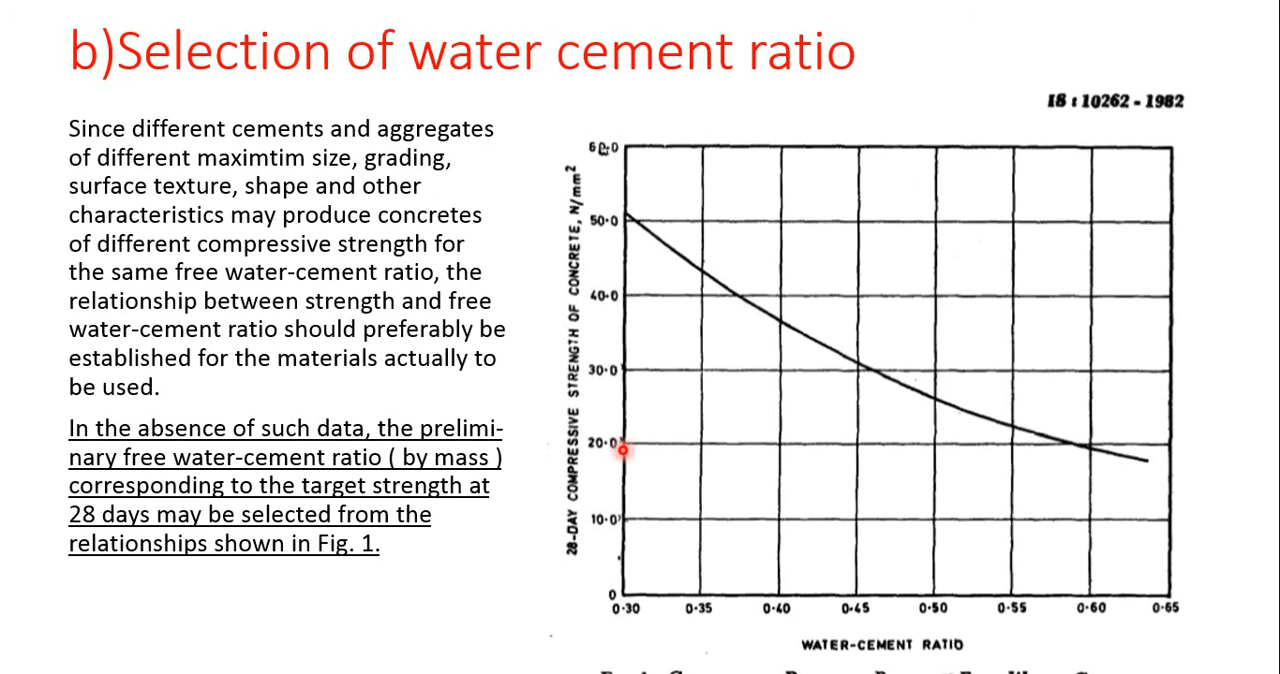 b)Selection of water cement ratio
IS : 10262 - 1982
Since different cements and aggregates
of different maximtim size, grading,
surface texture, shape and other
characteristics may produce concretes
of different compressive strength for
the same free water-cement ratio, the
relationship between strength and free
water-cement ratio should preferably be
established for the materials actually to
be used.
In the absence of such data, the prelimi-
nary free water-cement ratio ( by mass )
corresponding to the target strength at
28 days may be selected from the
relationships shown in Fig. 1.
28-DAY COMPRESSIVE STRENGTH OF CONCRETE, N/mm²
60·0
50·0
40·0
30·0
20·0
10·0
0
0·30 0·35 0·40 0·45 0·50 0·55 0·60 0·65
WATER-CEMENT RATIO